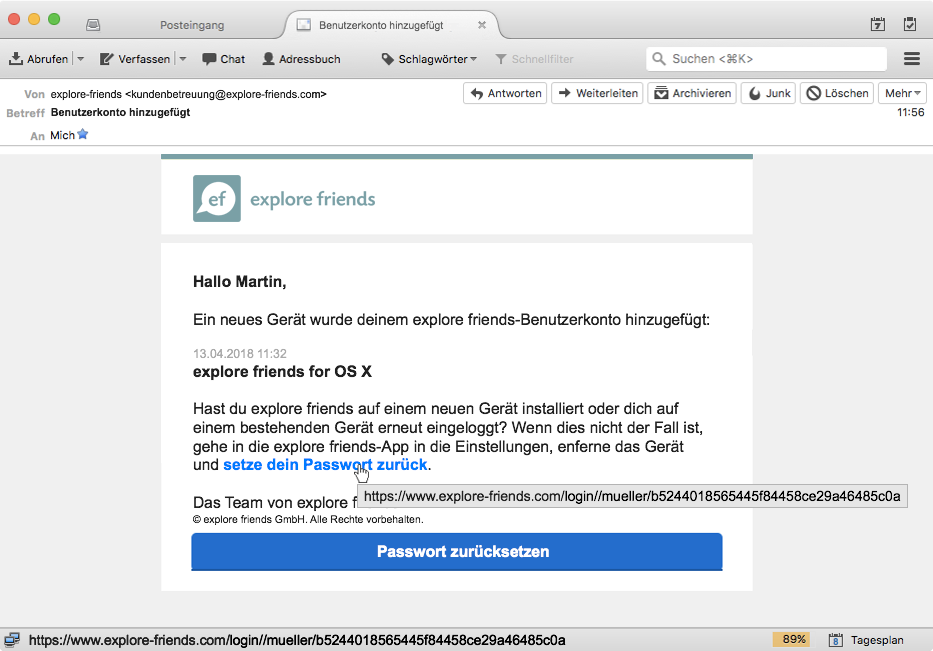 Posteingang
Benutzerkonto hinzugefügt
7
Abrufen
Verfassen
Chat
Adressbuch
Schlagwörter
Schnellfilter
Suchen <⌘K>
Von explore-friends <kundenbetreuung@explore-friends.com>
Antworten
Weiterleiten
Archivieren
Junk
Löschen
Mehr
Betreff Benutzerkonto hinzugefügt
11:56
An Mich
ef explore friends
Hallo Martin,
Ein neues Gerät wurde deinem explore friends-Benutzerkonto hinzugefügt:
13.04.2018 11:32
explore friends for OS X
Hast du explore friends auf einem neuen Gerät installiert oder dich auf
einem bestehenden Gerät erneut eingeloggt? Wenn dies nicht der Fall ist,
gehe in die explore friends-App in die Einstellungen, enferne das Gerät
und setze dein Passwort zurück.
https://www.explore-friends.com/login//mueller/b5244018565445f84458ce29a46485c0a
Das Team von explore f
© explore friends GmbH. Alle Rechte vorbehalten.
Passwort zurücksetzen
https://www.explore-friends.com/login//mueller/b5244018565445f84458ce29a46485c0a
89%
8
Tagesplan